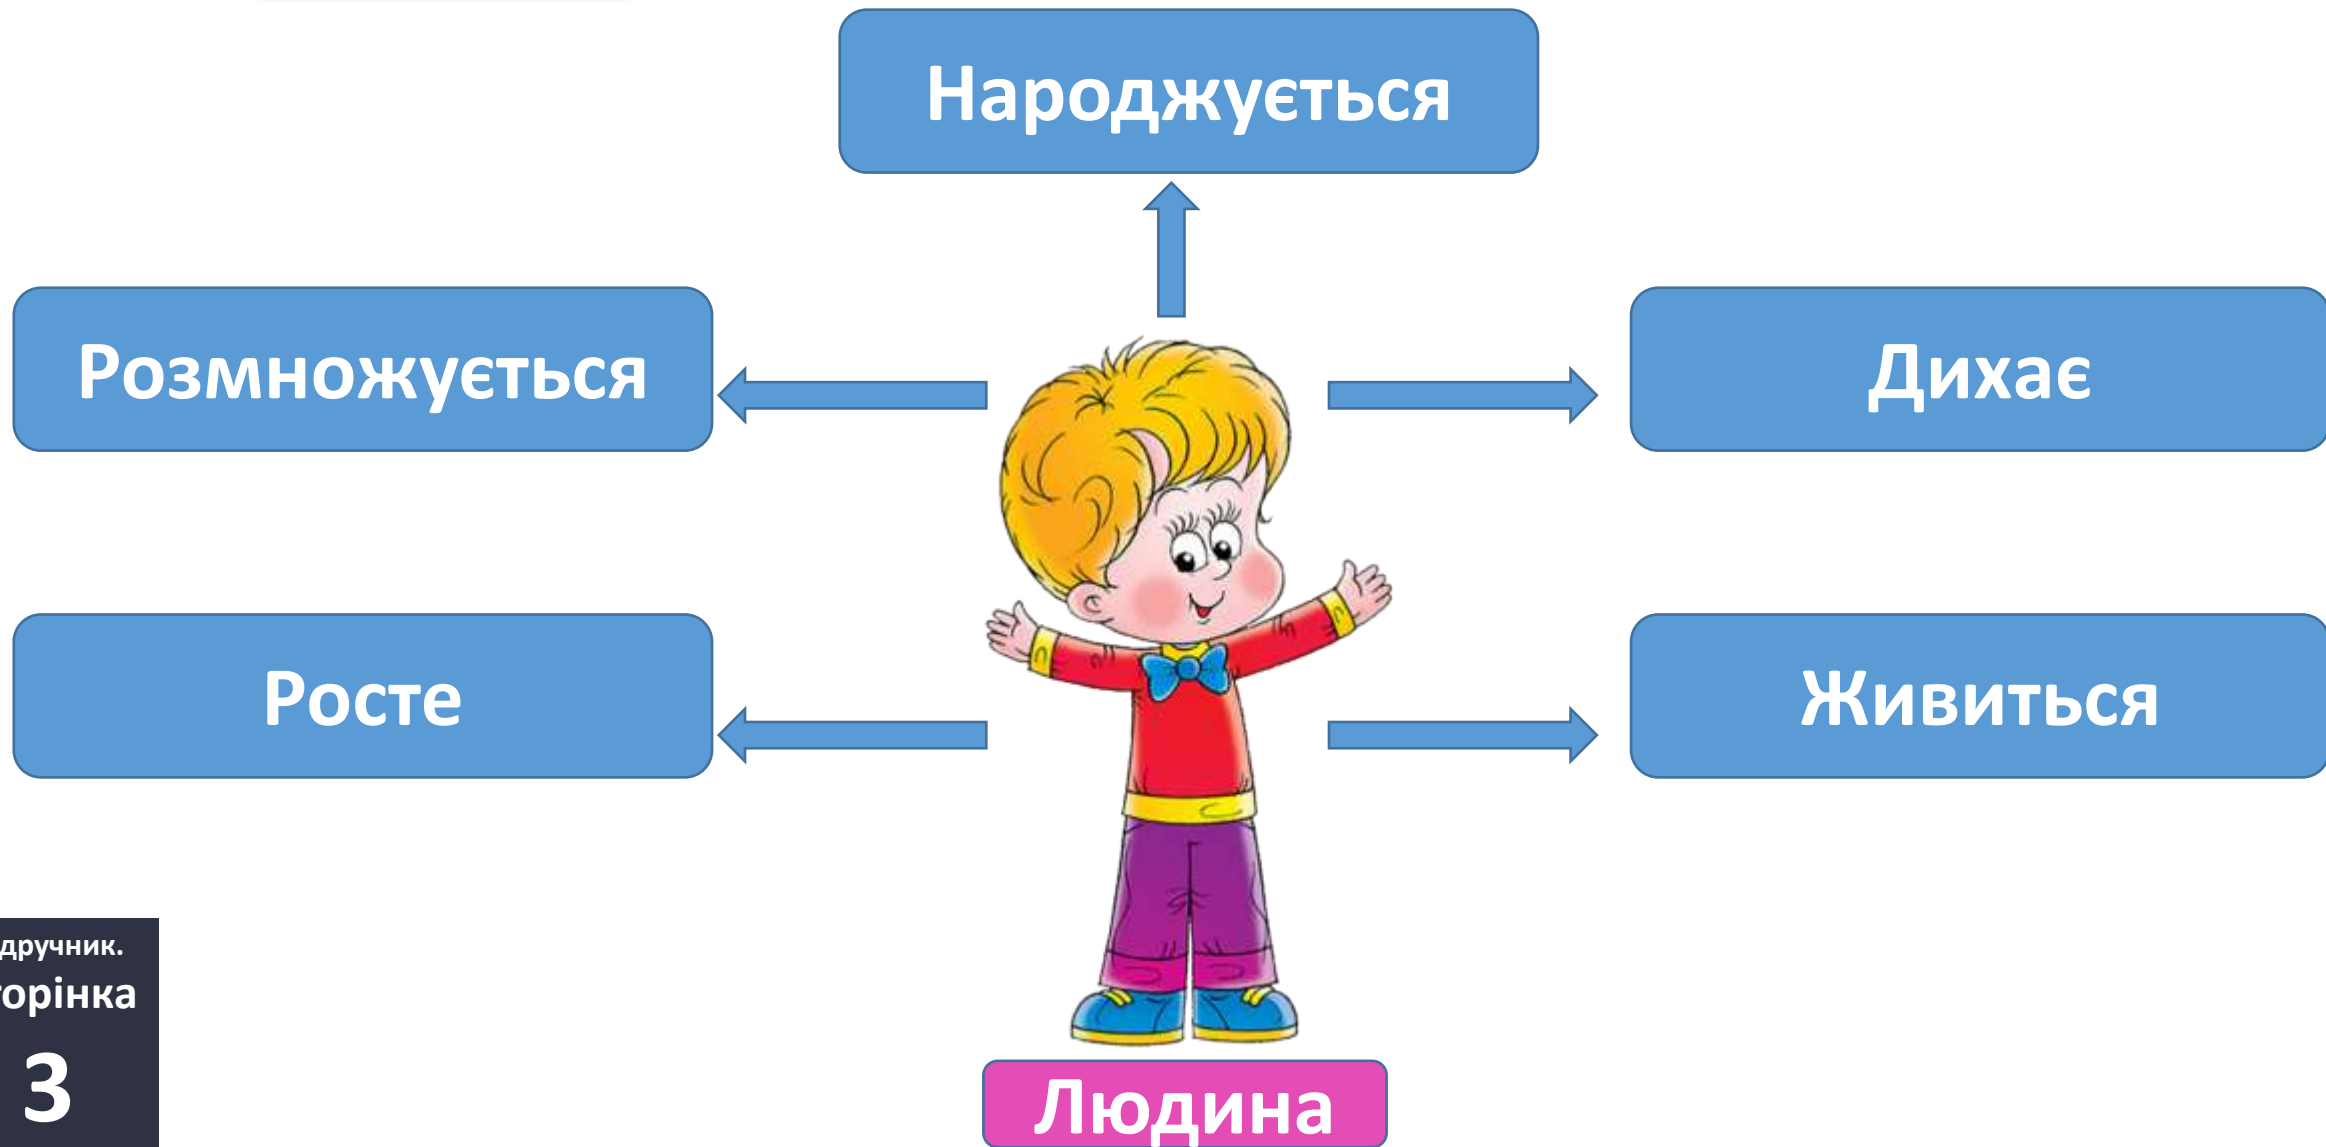 Народжується
Розмножується
Дихає
Росте
Живиться
дручник.
орінка
3
Людина